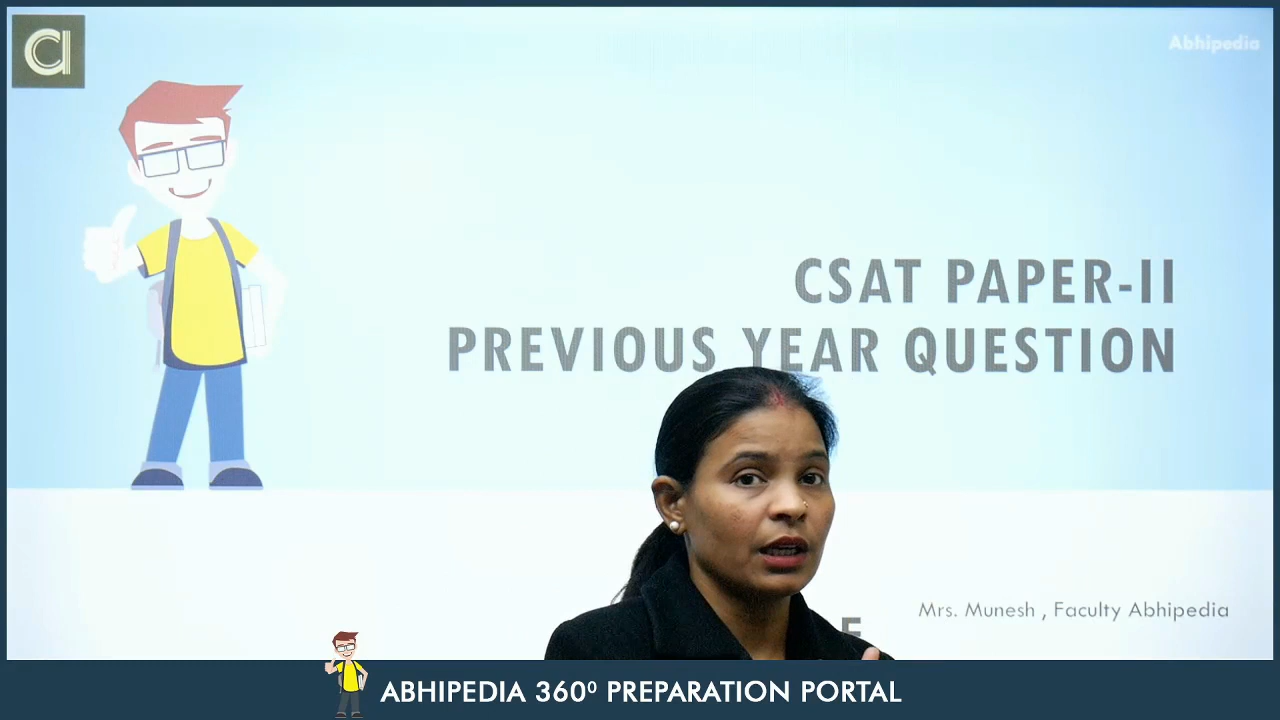 Abhipedia
CSAT PAPER-II
PREVIOUS YEAR QUESTION
Mrs. Munesh , Faculty Abhipedia
ABHIPEDIA 360⁰ PREPARATION PORTAL